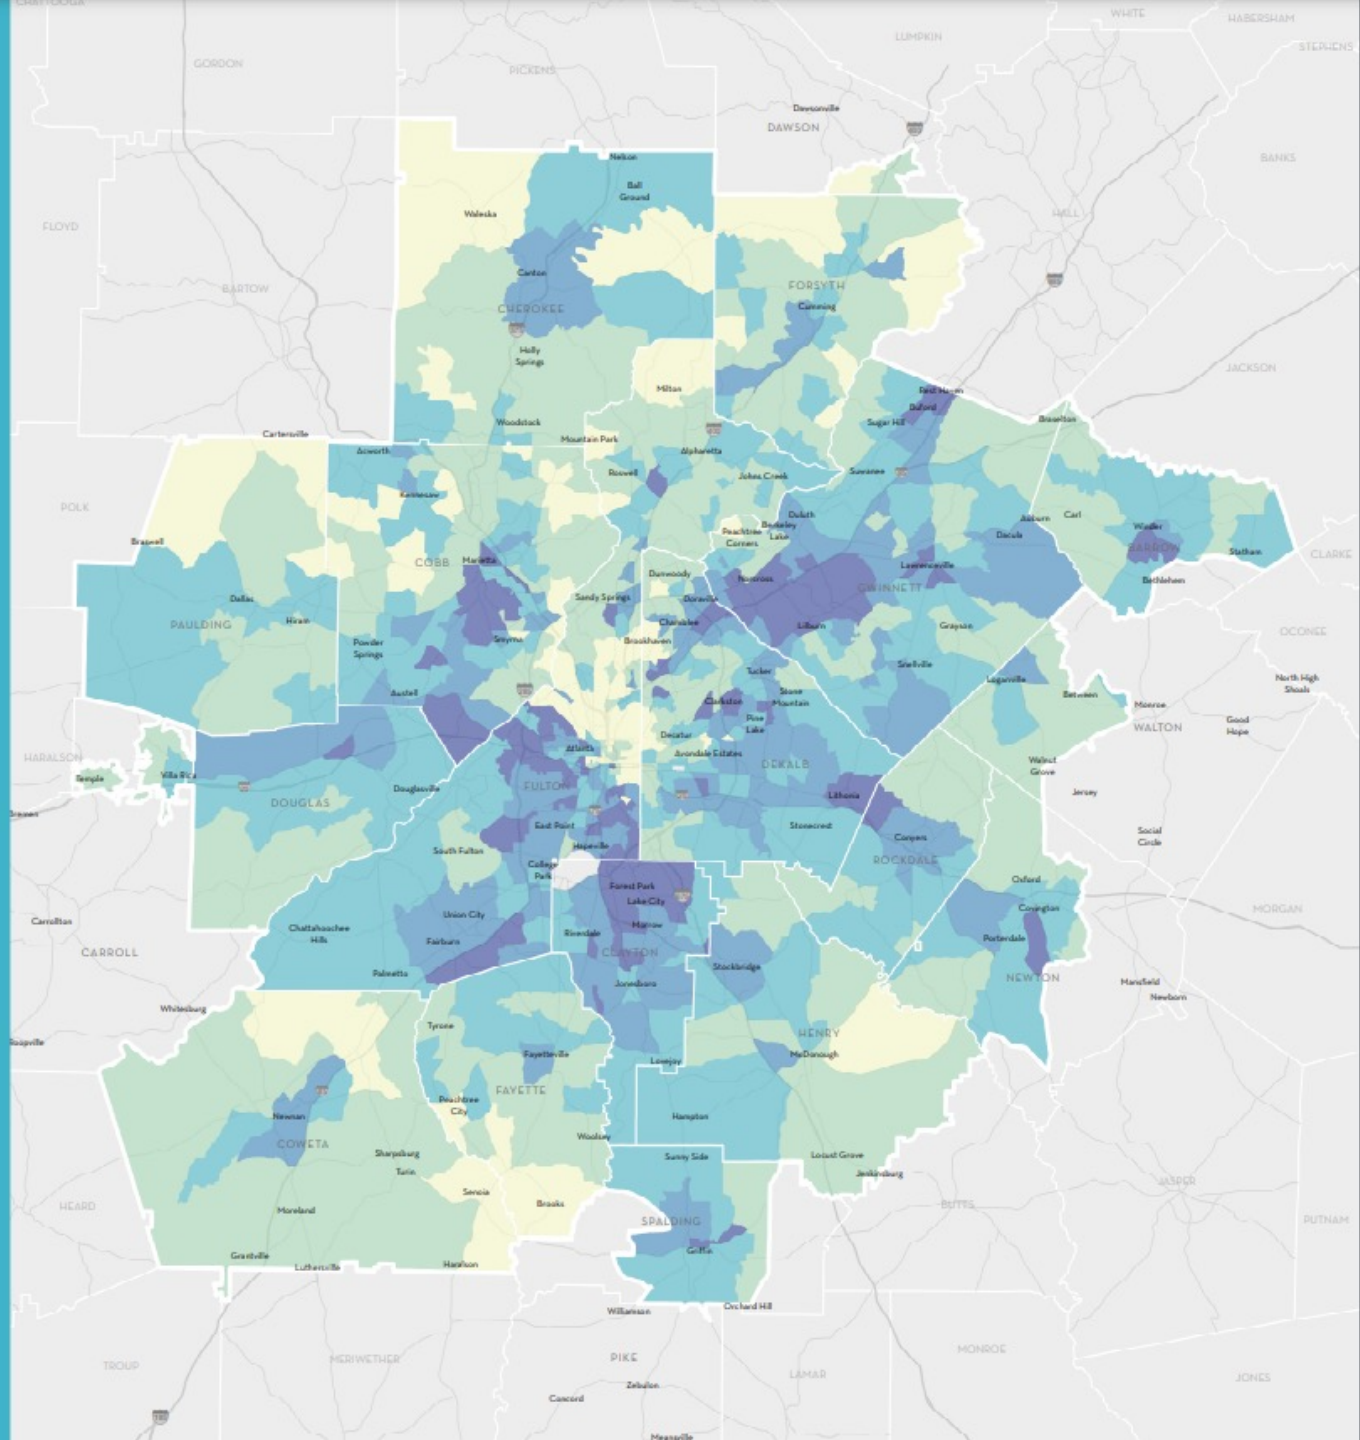 CHATTOOGA
WHITE
HABERSHAM
LUMPKIN
STEPHENS
GORDON
PICKENS
Dawsonville
DAWSON
BANKS
Nelson
Ball
Ground
Waleska
HALL
FLOYD
Canton
BARTOW
FORSYTH
Cumming
CHEROKEE
Holly
Springs
JACKSON
Milton
Rest Haven
Buford
Woodstock
Sugar Hill
Braselton
Cartersville
Mountain Park
Acworth
Alpharetta
Roswell
Johns Creek
Suwanee
Kennesaw
POLK
Duluth
Auburn
Carl
Berkeley
Lake
Peachtree
Corners
Winder
Braswell
Dacula
BARROW
Statham
CLARKE
COBB
Marietta
Lawrenceville
Dunwoody
Norcross
Bethlehem
GWINNETT
Dallas
Sandy Springs
Doraville
PAULDING
Hiram
Chamblee
Lilburn
Grayson
OCONEE
Powder
Springs
Smyrna
Brookhaven
Snellville
Tucker
Loganville
North High
Shoals
Austell
Stone
Mountain
Between
Clarkston
Monroe
Pine
Lake
WALTON
Good
Hope
Decatur
Atlanta
Avondale Estates
HARALSON
DEKALB
Walnut
Grove
Temple
Villa Rica
Douglasville
FULTON
Lithonia
Jersey
DOUGLAS
East Point
Stonecrest
Conyers
Social
Circle
South Fulton
Hapeville
College
Park
ROCKDALE
Forest Park
Oxford
Lake City
Covington
MORGAN
Union City
Carrollton
Chattahoochee
Hills
Morrow
Riverdale
Fairburn
Porterdale
CARROLL
CLAYTON
Stockbridge
Palmetto
NEWTON
Jonesboro
Mansfield
Newborn
Whitesburg
Tyrone
HENRY
Roopville
Fayetteville
McDonough
Lovejoy
FAYETTE
Peachtree
City
Newnan
Hampton
COWETA
Woolsey
Sharpsburg
Sunny Side
Locust Grove
Turin
Jenkinsburg
JASPER
Senoia
HEARD
Brooks
BUTTS
Moreland
SPALDING
PUTNAM
Griffin
Grantville
Luthersville
Haralson
Williamson
Orchard Hill
MONROE
PIKE
TROUP
MERIWETHER
LAMAR
JONES
Zebulon
Concord
Meansville